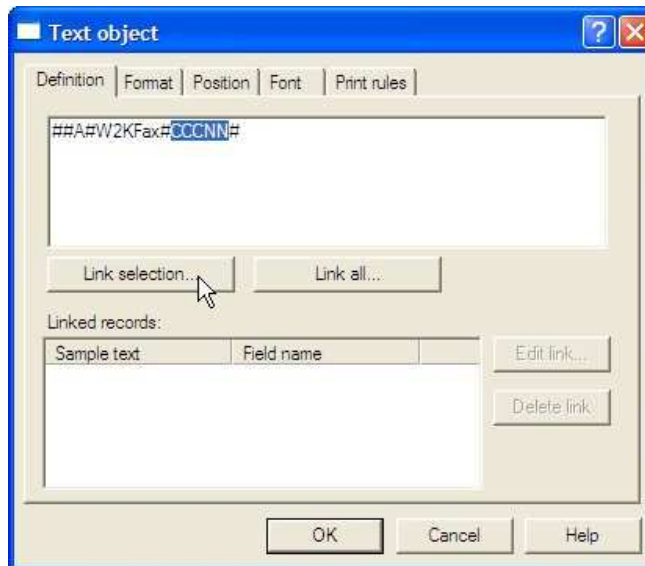 Text object
Definition Format Position Font Print rules
##A#W2KFax#CCCNN#
Link selection... Link all...
Linked records:
Sample text Field name
Edit link...
Delete link
OK Cancel Help